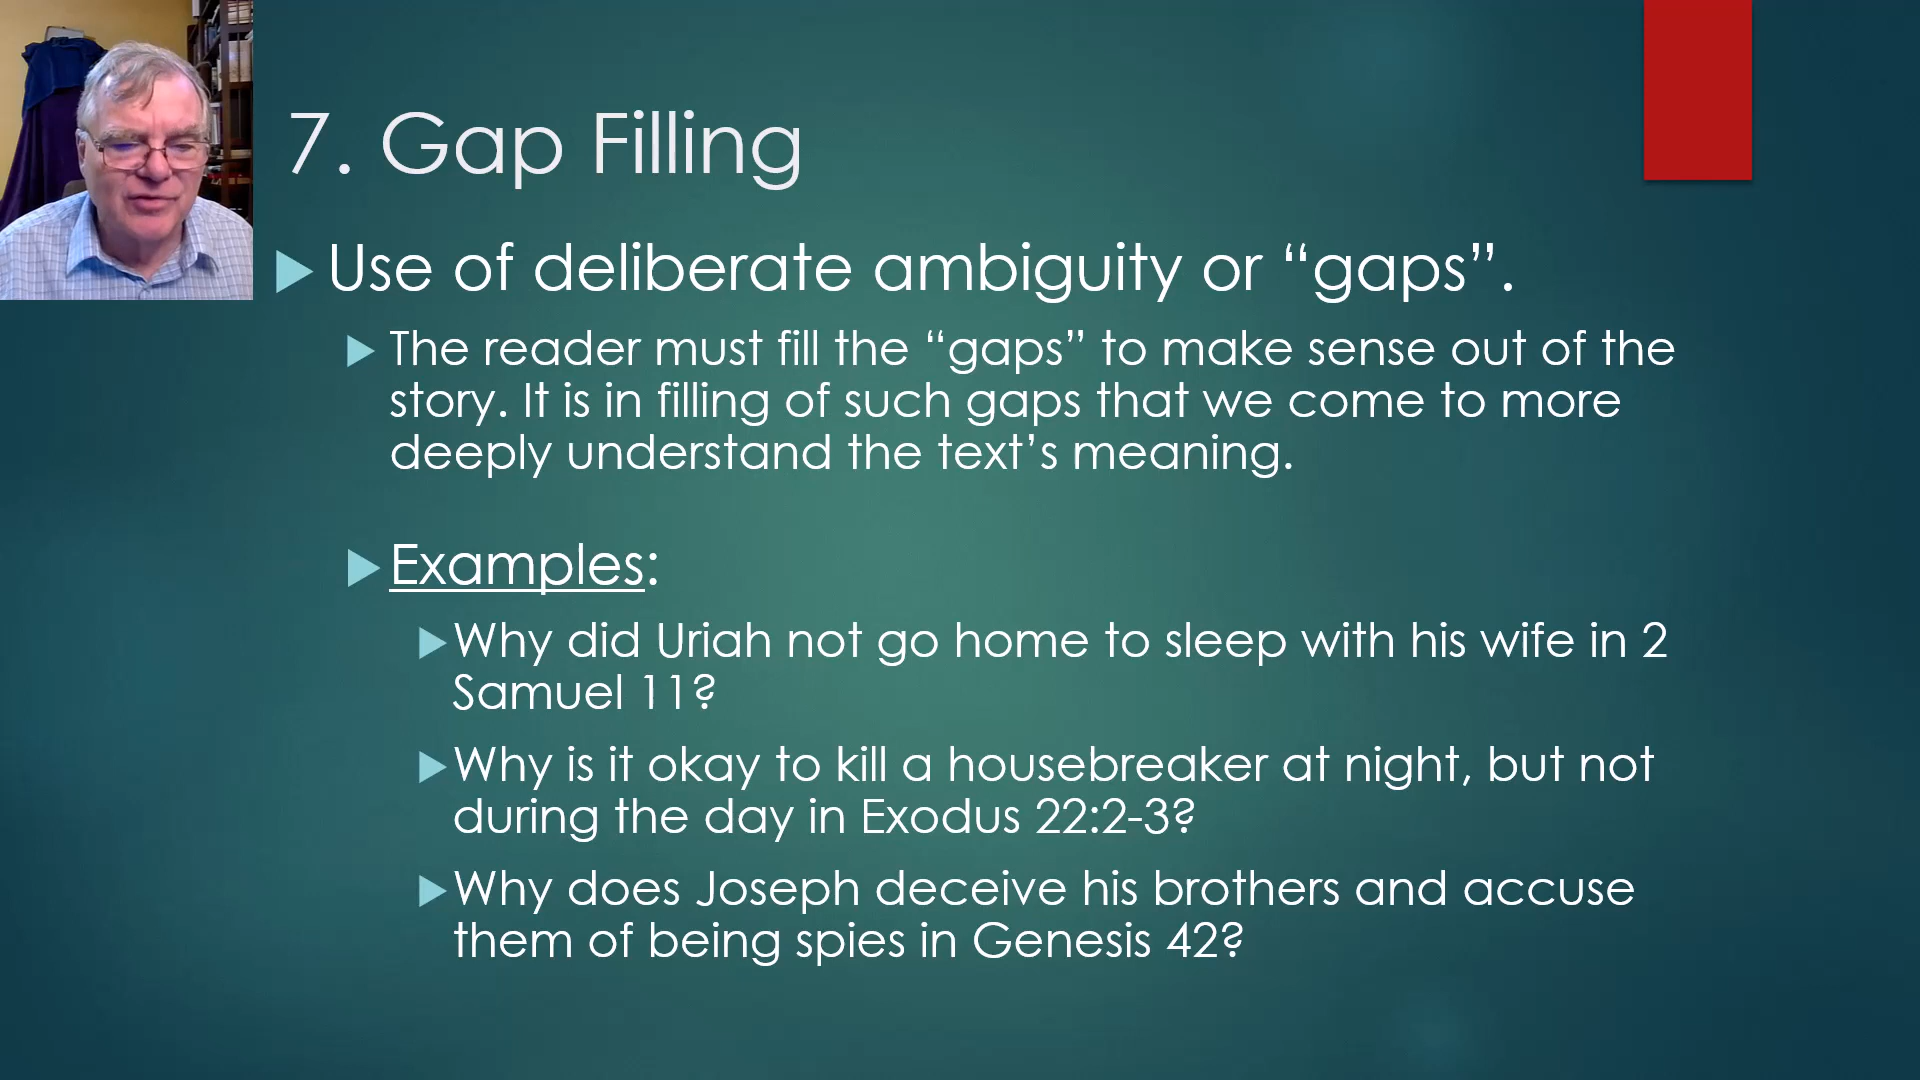 7. Gap Filling
Use of deliberate ambiguity or “gaps”.
The reader must fill the “gaps” to make sense out of the
story. It is in filling of such gaps that we come to more
deeply understand the text’s meaning.
Examples:
Why did Uriah not go home to sleep with his wife in 2
Samuel 11?
Why is it okay to kill a housebreaker at night, but not
during the day in Exodus 22:2-3?
Why does Joseph deceive his brothers and accuse
them of being spies in Genesis 42?